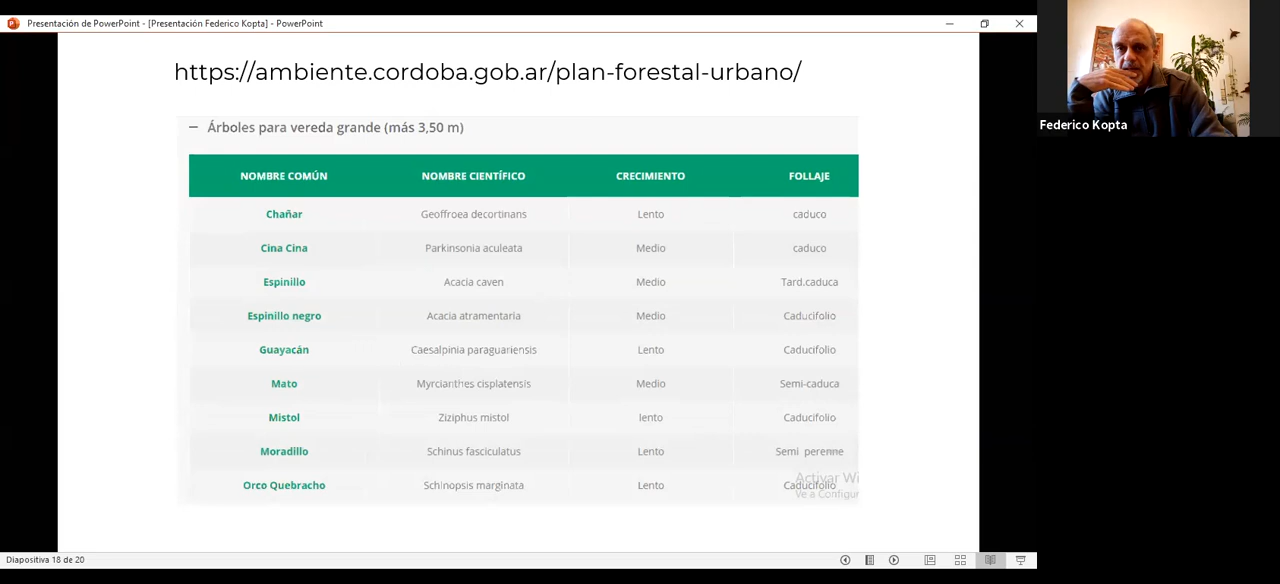 Presentación de PowerPoint - [Presentación Federico Kopta] - PowerPoint
https://ambiente.cordoba.gob.ar/plan-forestal-urbano/
Federico Kopta
— Árboles para vereda grande (más 3,50 m)
NOMBRE COMÚN NOMBRE CIENTÍFICO CRECIMIENTO FOLLAJE
Chañar Geoffroea decortinans Lento caduco
Cina Cina Parkinsonia aculeata Medio caduco
Espinillo Acacia caven Medio Tard.caduca
Espinillo negro Acacia atramentaria Medio Caducifolio
Guayacán Caesalpinia paraguariensis Lento Caducifolio
Mato Myrcianthes cisplatensis Medio Semi-caduca
Mistol Ziziphus mistol lento Caducifolio
Moradillo Schinus fasciculatus Lento Semi perenne
Activar Wi
Orco Quebracho Schinopsis marginata Lento Caducifolio
Ve a Configur
Diapositiva 18 de 20